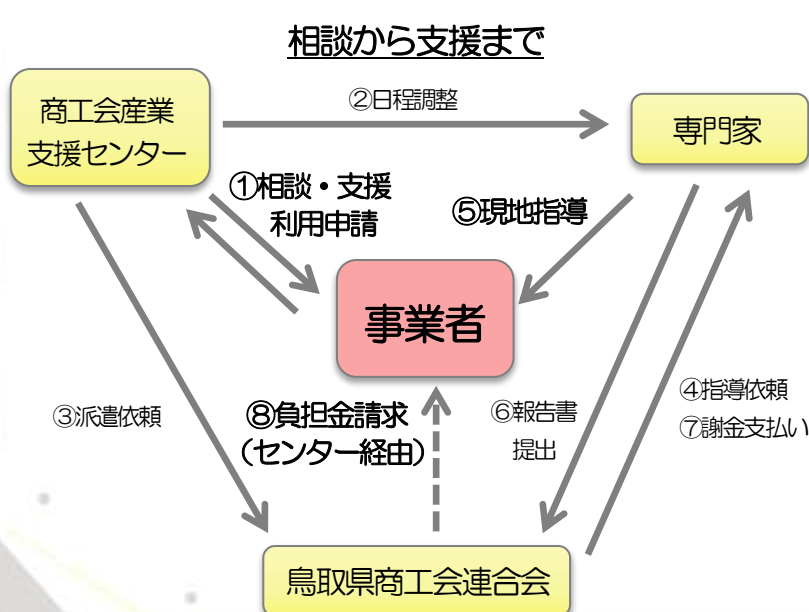 相談から支援まで
商工会産業
支援センター
②日程調整
専門家
①相談・支援
利用申請
⑤現地指導
事業者
③派遣依頼
⑧負担金請求
（センター経由）
⑥報告書
提出
④指導依頼
⑦謝金支払い
鳥取県商工会連合会